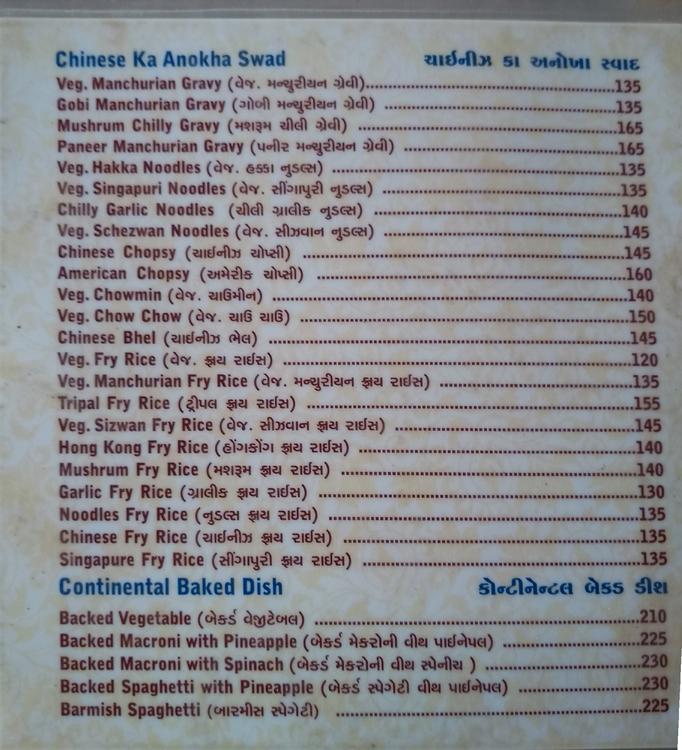 Chinese Ka Anokha Swad ચાઈનીઝ કા અનોખા સ્વાદ
Veg. Manchurian Gravy (વેજ. મન્ચુરીયન ગ્રેવી)..........135
Gobi Manchurian Gravy (ગોબી મન્ચુરીયન ગ્રેવી) ..........135
Mushrum Chilly Gravy (મશરૂમ ચીલી ગ્રેવી) ..........165
Paneer Manchurian Gravy (પનીર મન્ચુરીયન ગ્રેવી) ..........165
Veg. Hakka Noodles (વેજ. હક્કા નુડલ્સ) ..........135
Veg. Singapuri Noodles (વેજ. સીંગાપુરી નુડલ્સ) ..........135
Chilly Garlic Noodles (ચીલી ગ્રાલીક નુડલ્સ) ..........140
Veg. Schezwan Noodles (વેજ. સીઝવાન નુડલ્સ) ..........145
Chinese Chopsy (ચાઈનીઝ ચોપ્સી) ..........145
American Chopsy (અમેરીક ચોપ્સી) ..........160
Veg. Chowmin (વેજ. ચાઉમીન) ..........140
Veg. Chow Chow (વેજ. ચાઉ ચાઉ) ..........150
Chinese Bhel (ચાઈનીઝ ભેલ) ..........145
Veg. Fry Rice (વેજ. ફ્રાય રાઈસ) ..........120
Veg. Manchurian Fry Rice (વેજ. મન્ચુરીયન ફ્રાય રાઈસ) ..........135
Tripal Fry Rice (ટ્રીપલ ફ્રાય રાઈસ) ..........155
Veg. Sizwan Fry Rice (વેજ. સીઝવાન ફ્રાય રાઈસ) ..........145
Hong Kong Fry Rice (હોંગકોંગ ફ્રાય રાઈસ) ..........140
Mushrum Fry Rice (મશરૂમ ફ્રાય રાઈસ) ..........140
Garlic Fry Rice (ગ્રાલીક ફ્રાય રાઈસ) ..........130
Noodles Fry Rice (નુડલ્સ ફ્રાય રાઈસ) ..........135
Chinese Fry Rice (ચાઈનીઝ ફ્રાય રાઈસ) ..........135
Singapure Fry Rice (સીંગાપુરી ફ્રાય રાઈસ) ..........135
Continental Baked Dish કોન્ટીનેન્ટલ બેકડ ડીશ
Backed Vegetable (બેકર્ડ વેજીટેબલ) ..........210
Backed Macroni with Pineapple (બેકર્ડ મેકરોની વીથ પાઈનેપલ) ..........225
Backed Macroni with Spinach (બેકર્ડ મેકરોની વીથ સ્પેનીચ ) ..........230
Backed Spaghetti with Pineapple (બેકર્ડ સ્પેગેટી વીથ પાઈનેપલ) ..........230
Barmish Spaghetti (બારમીસ સ્પેગેટી) ..........225